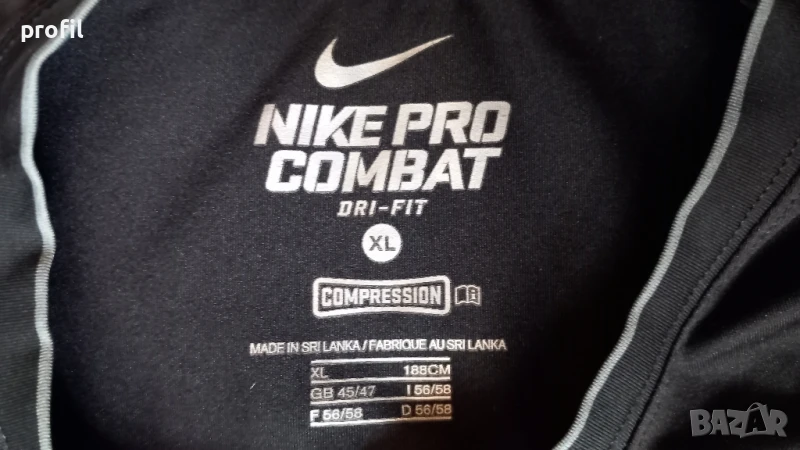 profil
NIKE PRO
COMBAT
DRI-FIT
XL
COMPRESSION
MADE IN SRI LANKA / FABRIQUE AU SRI LANKA
XL 188CM
GB 45/47 I 56/58
F 56/58 D 56/58
BAZAR